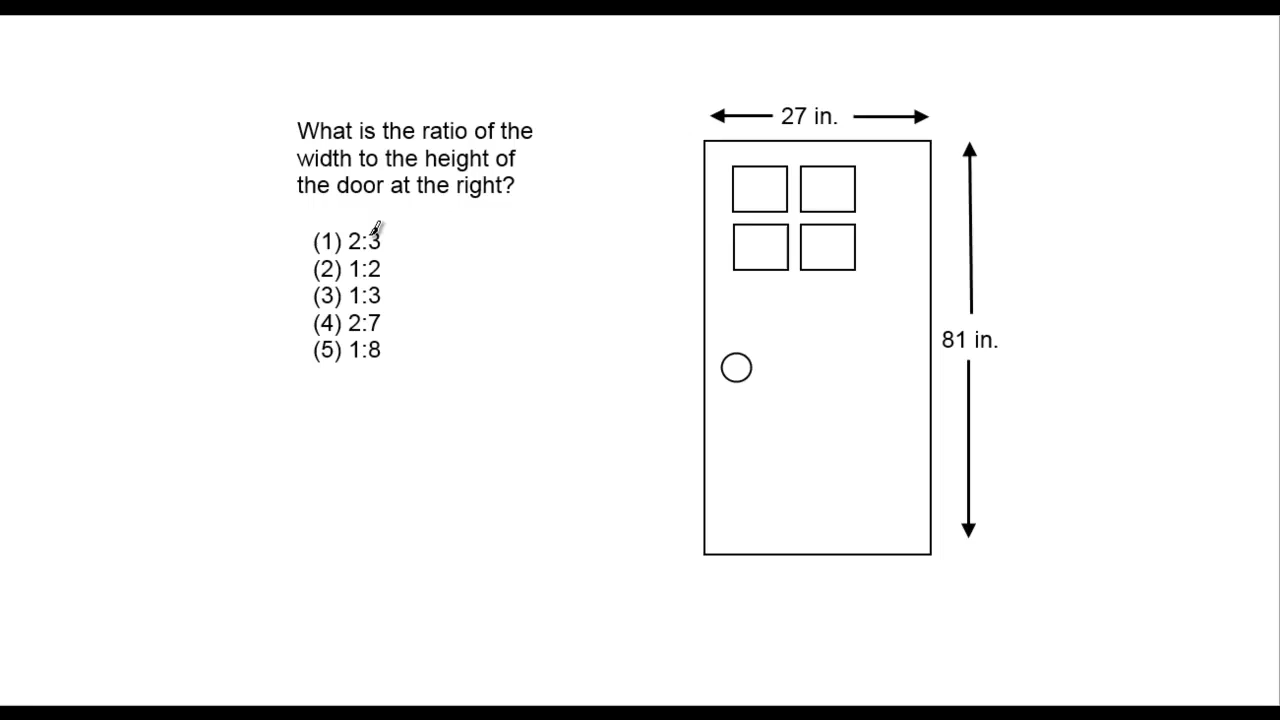 What is the ratio of the
width to the height of
the door at the right?
(1) 2:3
(2) 1:2
(3) 1:3
(4) 2:7
(5) 1:8
27 in.
81 in.